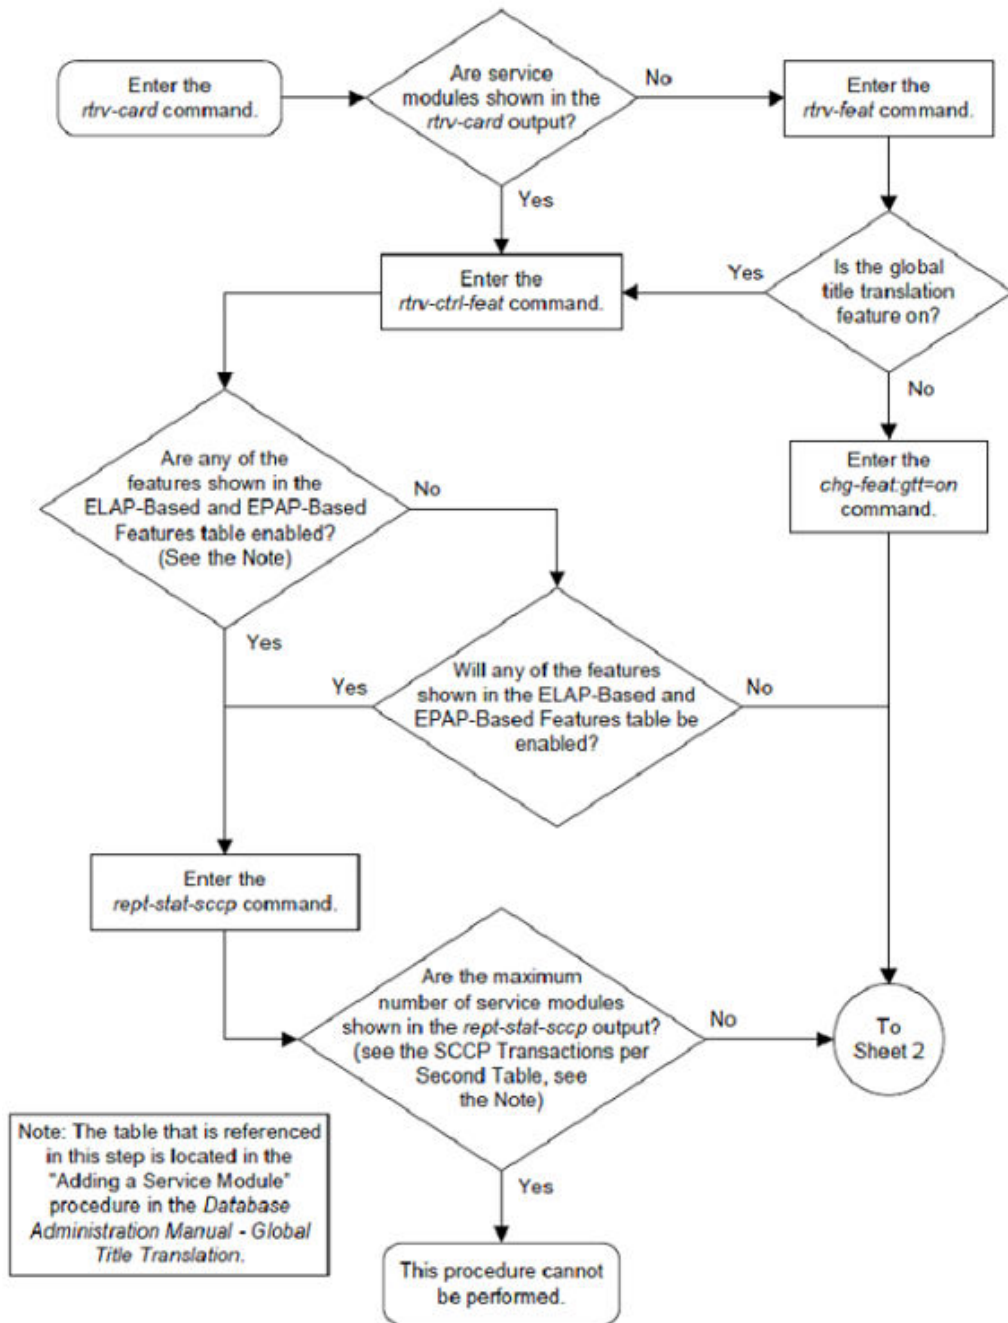 Enter the
rtrv-card command.
Are service
modules shown in the
rtrv-card output?
No
Enter the
rtrv-feat command.
Yes
Enter the
rtrv-ctrl-feat command.
Yes
Is the global
title translation
feature on?
No
Enter the
chg-feat:gtt=on
command.
Are any of the
features shown in the
ELAP-Based and EPAP-Based
Features table enabled?
(See the Note)
No
Yes
Will any of the features
shown in the ELAP-Based and
EPAP-Based Features table be
enabled?
Yes
No
Enter the
rept-stat-sccp command.
Are the maximum
number of service modules
shown in the rept-stat-sccp output?
(see the SCCP Transactions per
Second Table, see
the Note)
No
To
Sheet 2
Yes
This procedure cannot
be performed.
Note: The table that is referenced
in this step is located in the
"Adding a Service Module"
procedure in the Database
Administration Manual - Global
Title Translation.